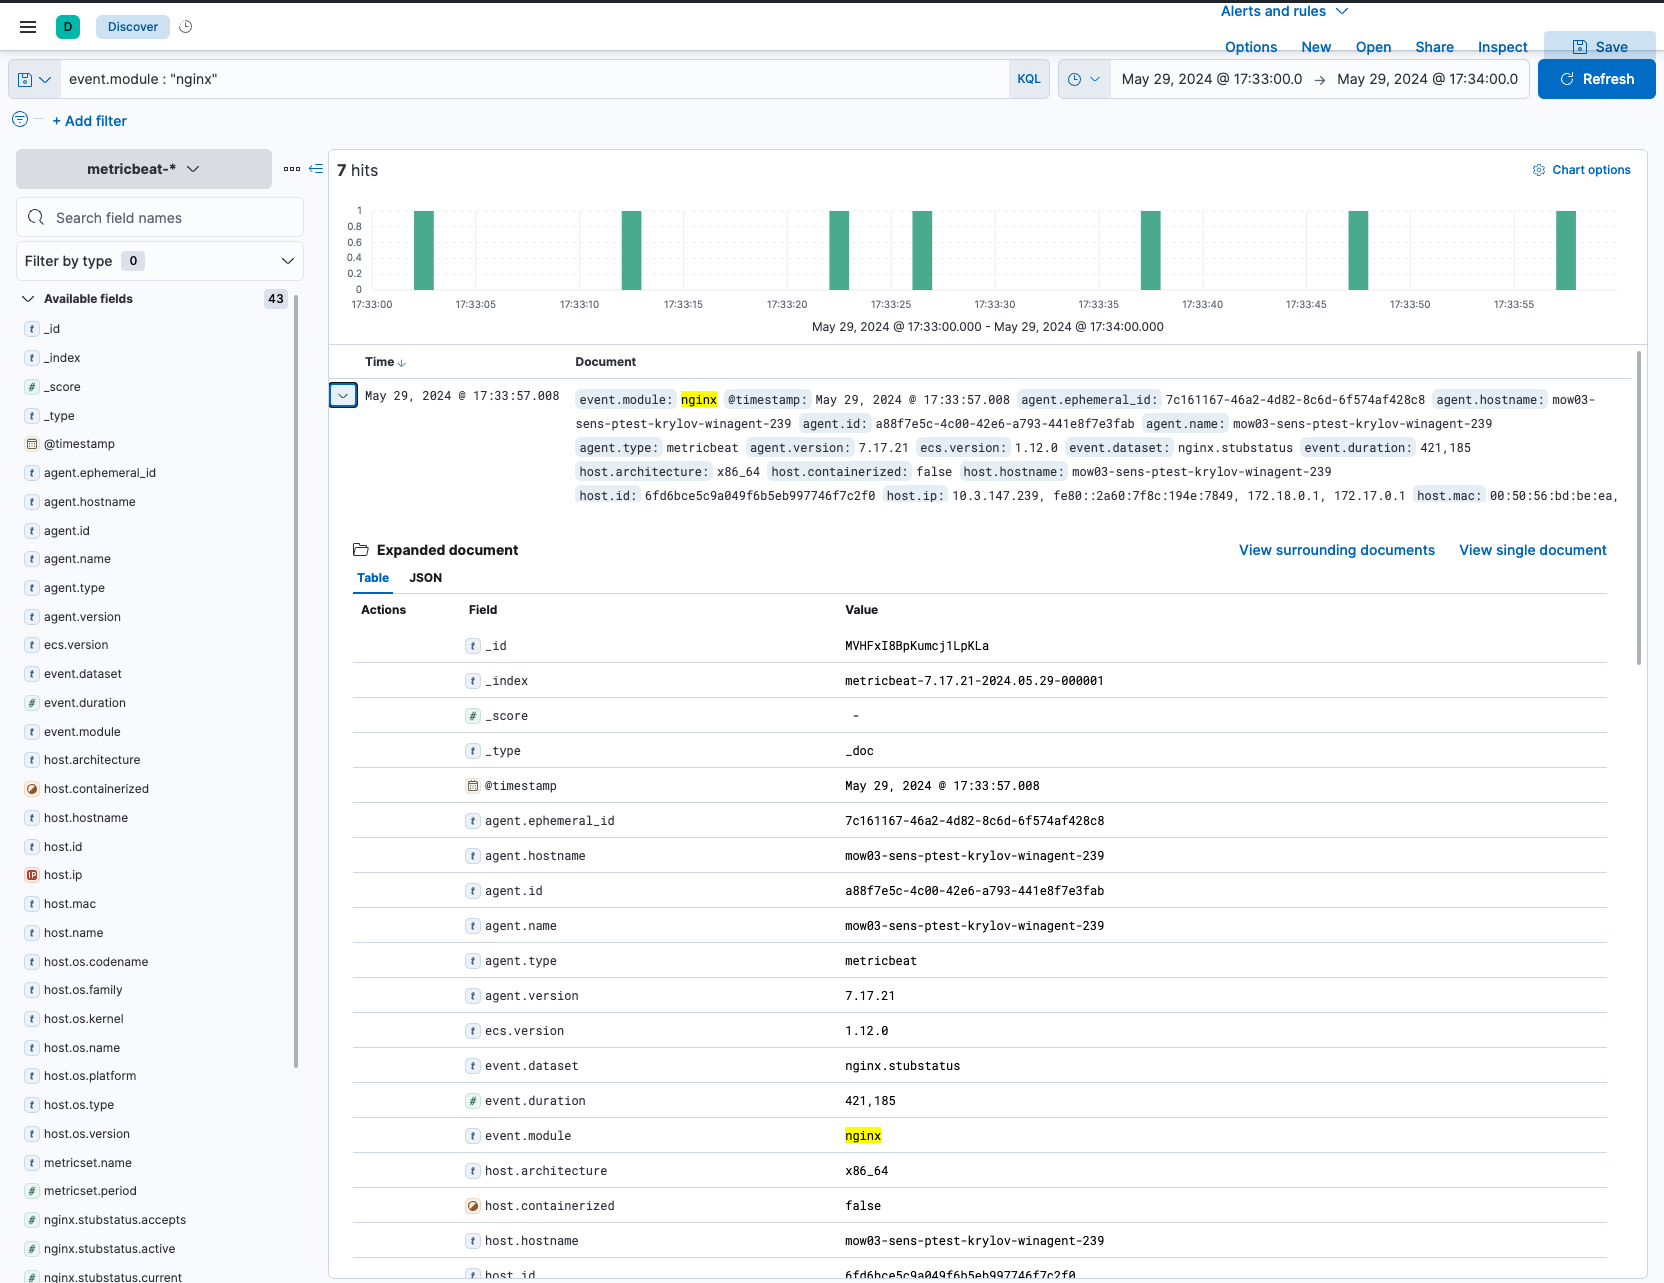 Alerts and rules
D Discover
Options New Open Share Inspect Save
event.module : "nginx" KQL May 29, 2024 @ 17:33:00.0 → May 29, 2024 @ 17:34:00.0 Refresh
+ Add filter
metricbeat-*
Search field names
Filter by type 0
Available fields 43
t _id
t _index
# _score
t _type
@timestamp
t agent.ephemeral_id
t agent.hostname
t agent.id
t agent.name
t agent.type
t agent.version
t ecs.version
t event.dataset
# event.duration
t event.module
t host.architecture
host.containerized
t host.hostname
t host.id
IP host.ip
t host.mac
t host.name
t host.os.codename
t host.os.family
t host.os.kernel
t host.os.name
t host.os.platform
t host.os.type
t host.os.version
t metricset.name
# metricset.period
# nginx.stubstatus.accepts
# nginx.stubstatus.active
# nginx.stubstatus.current
7 hits
Chart options
1
0.8
0.6
0.4
0.2
0
17:33:00 17:33:05 17:33:10 17:33:15 17:33:20 17:33:25 17:33:30 17:33:35 17:33:40 17:33:45 17:33:50 17:33:55
May 29, 2024 @ 17:33:00.000 - May 29, 2024 @ 17:34:00.000
Time ↓ Document
May 29, 2024 @ 17:33:57.008
event.module: nginx @timestamp: May 29, 2024 @ 17:33:57.008 agent.ephemeral_id: 7c161167-46a2-4d82-8c6d-6f574af428c8 agent.hostname: mow03-
sens-ptest-krylov-winagent-239 agent.id: a88f7e5c-4c00-42e6-a793-441e8f7e3fab agent.name: mow03-sens-ptest-krylov-winagent-239
agent.type: metricbeat agent.version: 7.17.21 ecs.version: 1.12.0 event.dataset: nginx.stubstatus event.duration: 421,185
host.architecture: x86_64 host.containerized: false host.hostname: mow03-sens-ptest-krylov-winagent-239
host.id: 6fd6bce5c9a049f6b5eb997746f7c2f0 host.ip: 10.3.147.239, fe80::2a60:7f8c:194e:7849, 172.18.0.1, 172.17.0.1 host.mac: 00:50:56:bd:be:ea,
Expanded document
View surrounding documents View single document
Table JSON
Actions Field Value
t _id MVHFxI8BpKumcj1LpKLa
t _index metricbeat-7.17.21-2024.05.29-000001
# _score -
t _type _doc
@timestamp May 29, 2024 @ 17:33:57.008
t agent.ephemeral_id 7c161167-46a2-4d82-8c6d-6f574af428c8
t agent.hostname mow03-sens-ptest-krylov-winagent-239
t agent.id a88f7e5c-4c00-42e6-a793-441e8f7e3fab
t agent.name mow03-sens-ptest-krylov-winagent-239
t agent.type metricbeat
t agent.version 7.17.21
t ecs.version 1.12.0
t event.dataset nginx.stubstatus
# event.duration 421,185
t event.module nginx
t host.architecture x86_64
host.containerized false
t host.hostname mow03-sens-ptest-krylov-winagent-239
t host.id 6fd6bce5c9a049f6b5eb997746f7c2f0